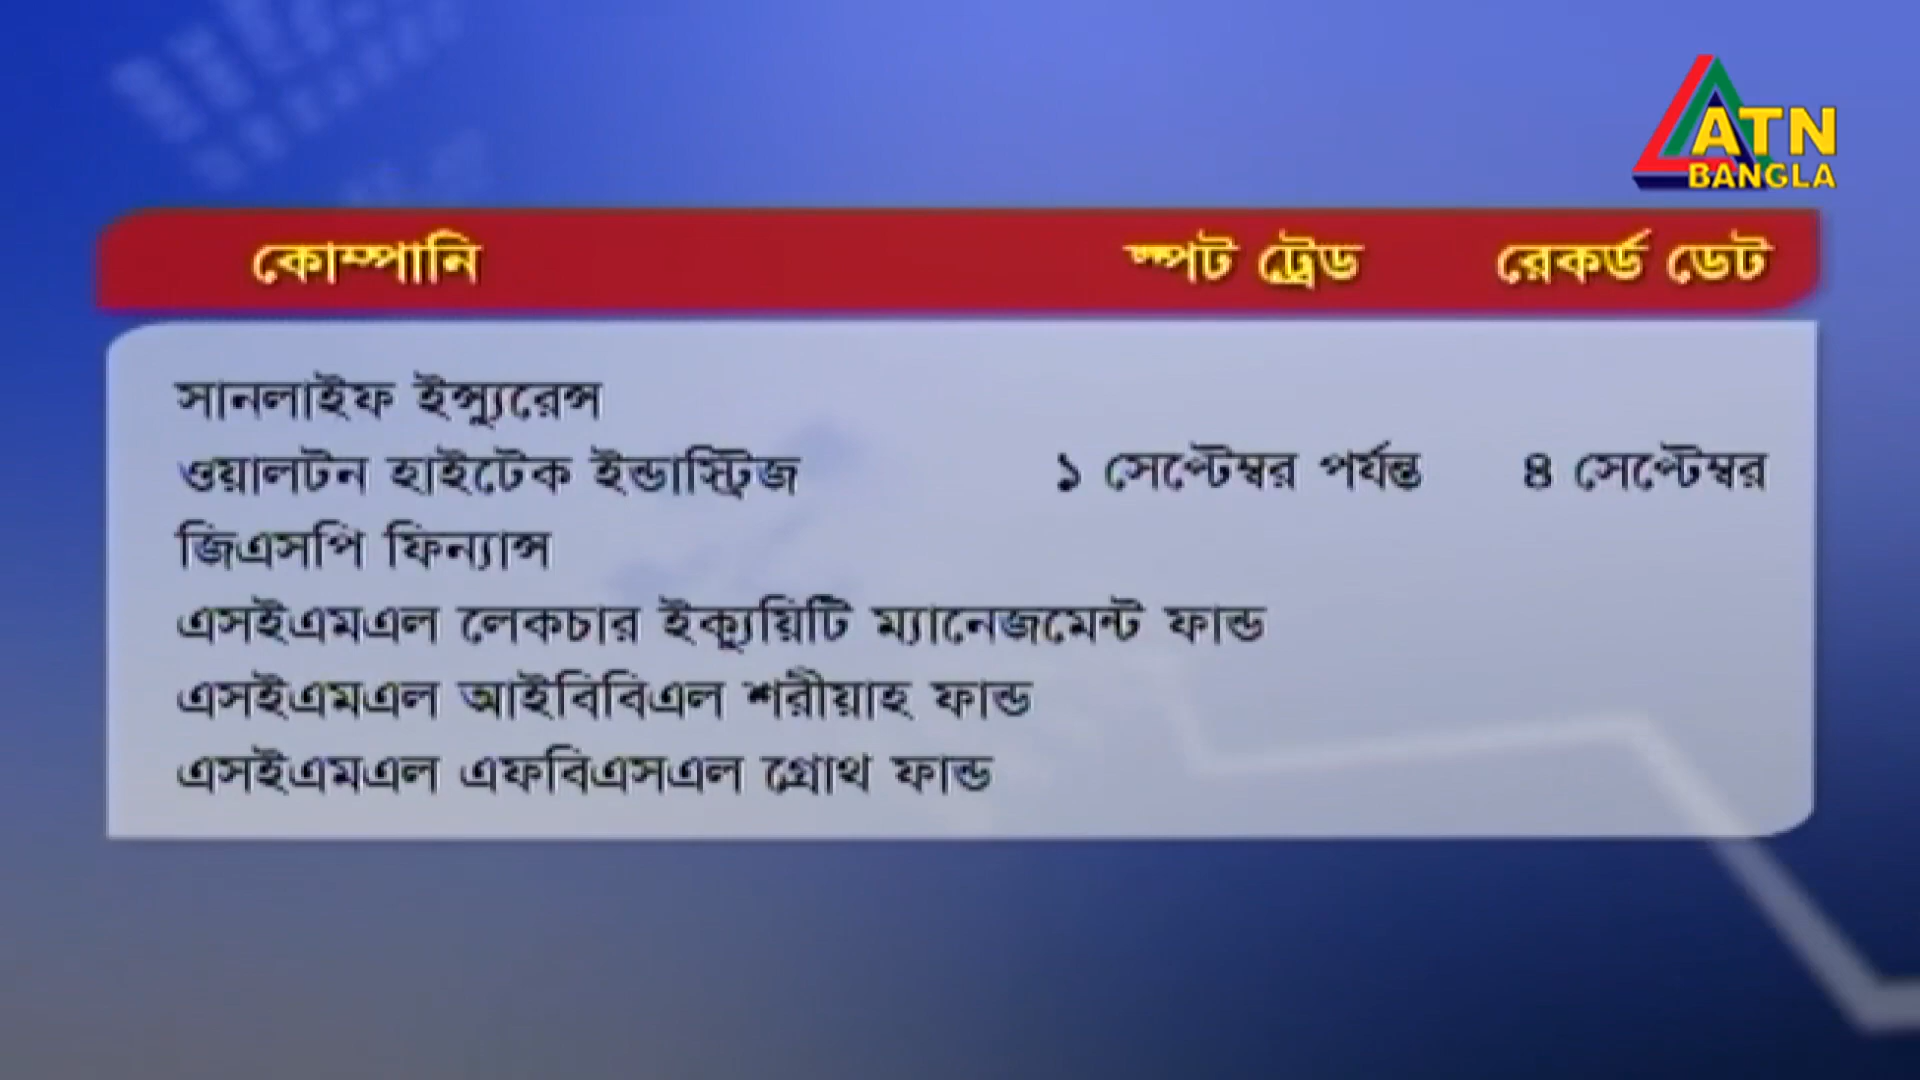 ATN
BANGLA
কোম্পানি স্পট ট্রেড রেকর্ড ডেট
সানলাইফ ইন্স্যুরেন্স
ওয়ালটন হাইটেক ইন্ডাস্ট্রিজ ১ সেপ্টেম্বর পর্যন্ত ৪ সেপ্টেম্বর
জিএসপি ফিন্যান্স
এসইএমএল লেকচার ইক্যুয়িটি ম্যানেজমেন্ট ফান্ড
এসইএমএল আইবিবিএল শরীয়াহ ফান্ড
এসইএমএল এফবিএসএল গ্রোথ ফান্ড